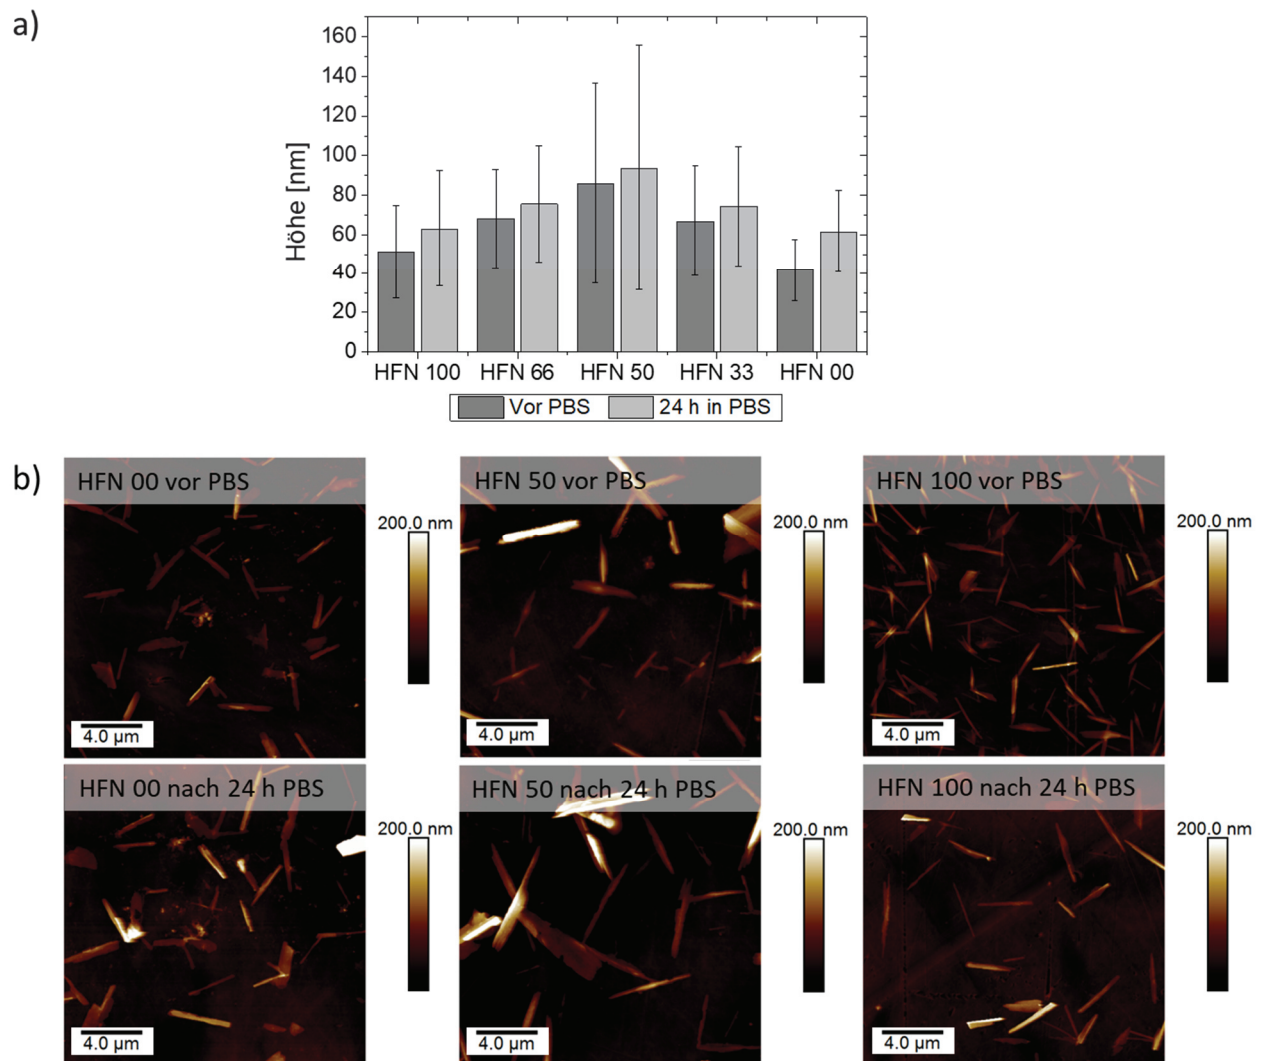 a)
Höhe [nm]
160
140
120
100
80
60
40
20
0
HFN 100 HFN 66 HFN 50 HFN 33 HFN 00
Vor PBS 24 h in PBS
b)
HFN 00 vor PBS
200.0 nm
4.0 µm
HFN 50 vor PBS
200.0 nm
4.0 µm
HFN 100 vor PBS
200.0 nm
4.0 µm
HFN 00 nach 24 h PBS
200.0 nm
4.0 µm
HFN 50 nach 24 h PBS
200.0 nm
4.0 µm
HFN 100 nach 24 h PBS
200.0 nm
4.0 µm